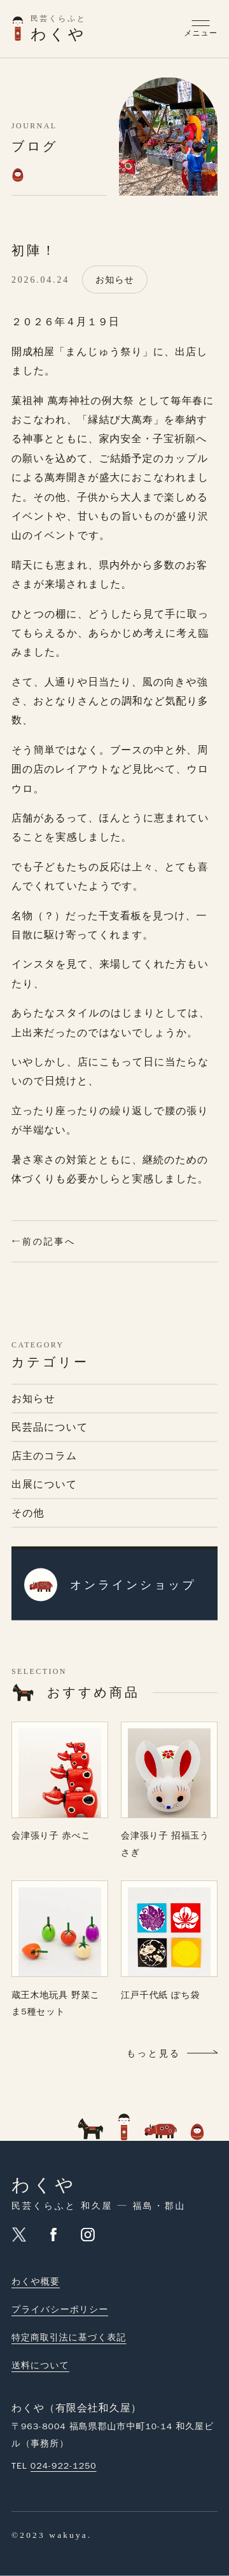 民芸くらふと
わくや
メニュー
JOURNAL
ブログ
初陣！
2026.04.24
お知らせ
２０２６年４月１９日
開成柏屋「まんじゅう祭り」に、出店し
ました。
菓祖神 萬寿神社の例大祭 として毎年春に
おこなわれ、「縁結び大萬寿」を奉納す
る神事とともに、家内安全・子宝祈願へ
の願いを込めて、ご結婚予定のカップル
による萬寿開きが盛大におこなわれまし
た。その他、子供から大人まで楽しめる
イベントや、甘いもの旨いものが盛り沢
山のイベントです。
晴天にも恵まれ、県内外から多数のお客
さまが来場されました。
ひとつの棚に、どうしたら見て手に取っ
てもらえるか、あらかじめ考えに考え臨
みました。
さて、人通りや日当たり、風の向きや強
さ、おとなりさんとの調和など気配り多
数、
そう簡単ではなく。ブースの中と外、周
囲の店のレイアウトなど見比べて、ウロ
ウロ。
店舗があるって、ほんとうに恵まれてい
ることを実感しました。
でも子どもたちの反応は上々、とても喜
んでくれていたようです。
名物（？）だった干支看板を見つけ、一
目散に駆け寄ってくれます。
インスタを見て、来場してくれた方もい
たり、
あらたなスタイルのはじまりとしては、
上出来だったのではないでしょうか。
いやしかし、店にこもって日に当たらな
いので日焼けと、
立ったり座ったりの繰り返しで腰の張り
が半端ない。
暑さ寒さの対策とともに、継続のための
体づくりも必要かしらと実感しました。
←前の記事へ
CATEGORY
カテゴリー
お知らせ
民芸品について
店主のコラム
出展について
その他
オンラインショップ
SELECTION
おすすめ商品
会津張り子 赤べこ
会津張り子 招福玉う
さぎ
蔵王木地玩具 野菜こ
ま5種セット
江戸千代紙 ぽち袋
もっと見る
わくや
民芸くらふと 和久屋 ― 福島・郡山
わくや概要
プライバシーポリシー
特定商取引法に基づく表記
送料について
わくや（有限会社和久屋）
〒963-8004 福島県郡山市中町10-14 和久屋ビ
ル（事務所）
TEL 024-922-1250
©2023 wakuya.